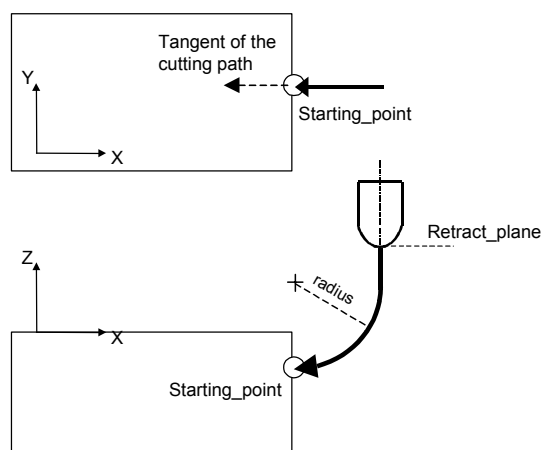 Tangent of the
cutting path
Y
Starting_point
X
Retract_plane
Z
radius
X
Starting_point